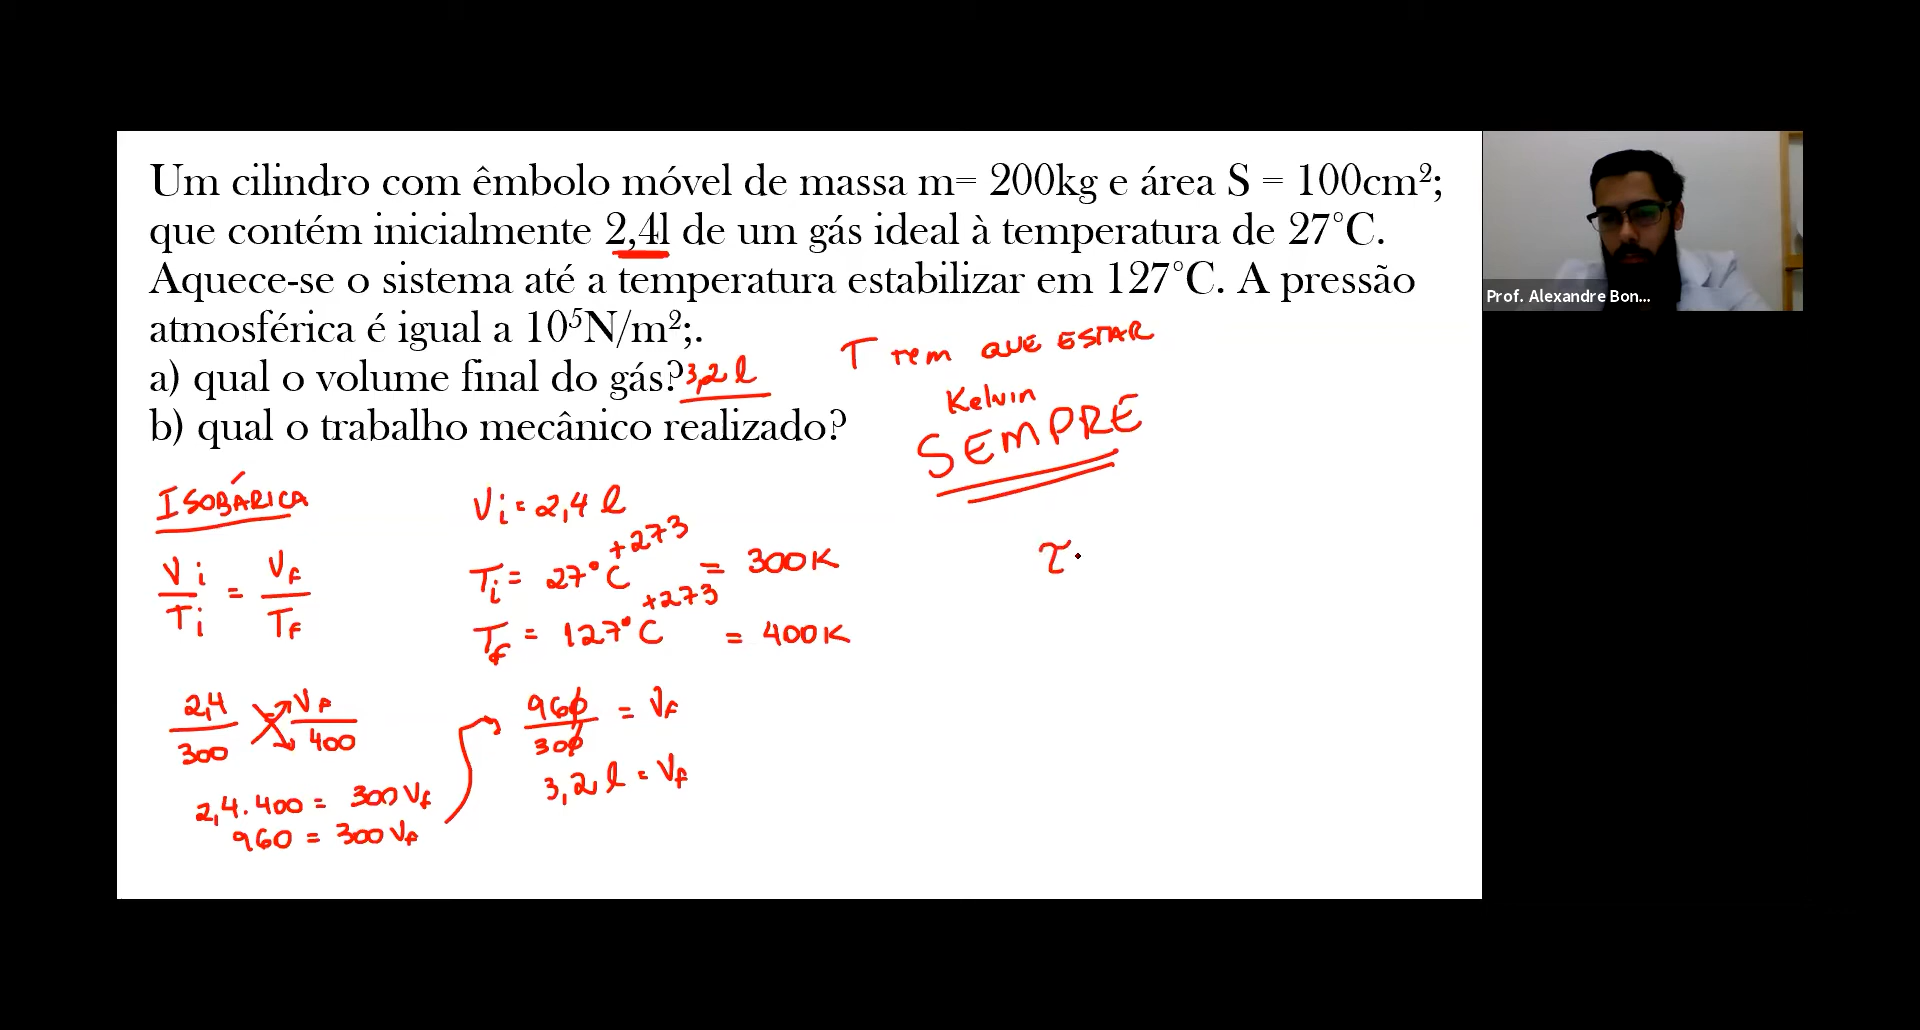 Um cilindro com êmbolo móvel de massa m= 200kg e área S = 100cm²;
que contém inicialmente 2,4l de um gás ideal à temperatura de 27°C.
Aquece-se o sistema até a temperatura estabilizar em 127°C. A pressão
atmosférica é igual a 10⁵N/m²;.
a) qual o volume final do gás? 3,2 l
b) qual o trabalho mecânico realizado?
T tem QUE ESTAR
Kelvin
SEMPRE
ISOBÁRICA
Vi / Ti = VF / TF
Vi = 2,4 l
Ti = 27°C +273 = 300K
Tf = 127°C +273 = 400K
2,4 / 300 = VF / 400
2,4.400 = 300Vf
960 = 300Vf
960 / 300 = Vf
3,2 l = Vf
τ
Prof. Alexandre Bon...